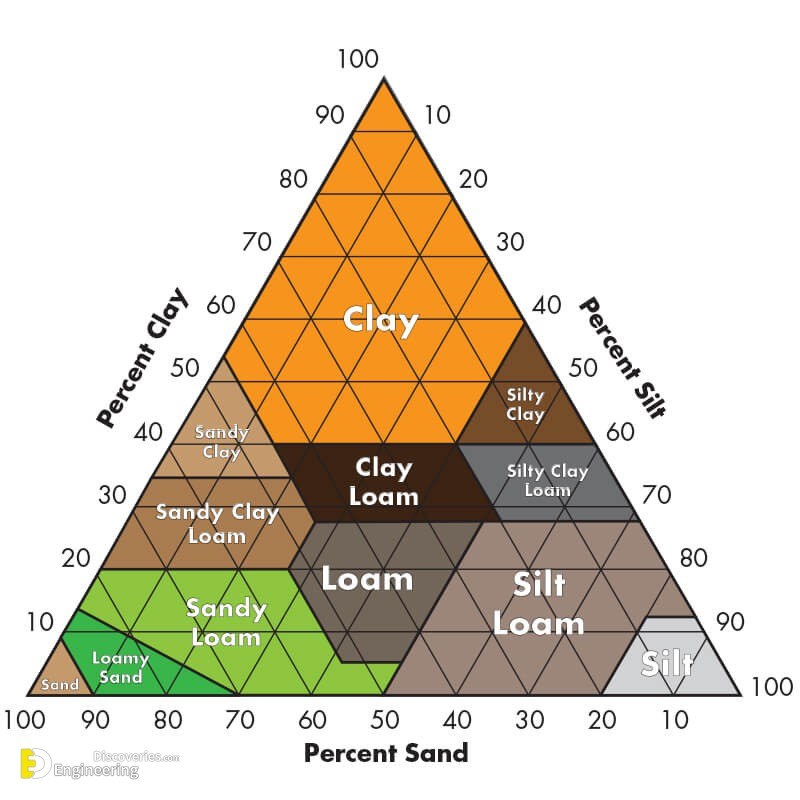 100
90
10
80
20
70
30
60
40
Clay
Percent Clay
Percent Silt
50
50
Silty
Clay
40
60
Sandy
Clay
Clay
Loam
Silty Clay
Loam
30
70
Sandy Clay
Loam
20
80
Loam
Silt
Loam
Sandy
Loam
10
90
Loamy
Sand
Silt
Sand
100
100 90 80 70 60 50 40 30 20 10
Percent Sand
Discoveries.com
Engineering